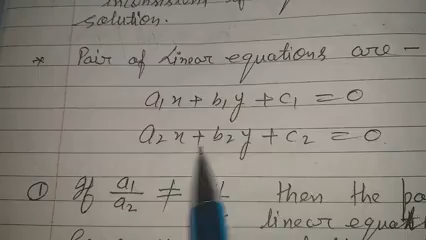 solution.
* Pair of Linear equations are –
a₁x + b₁y + c₁ = 0
a₂x + b₂y + c₂ = 0
① If a₁/a₂ ≠ then the
linear